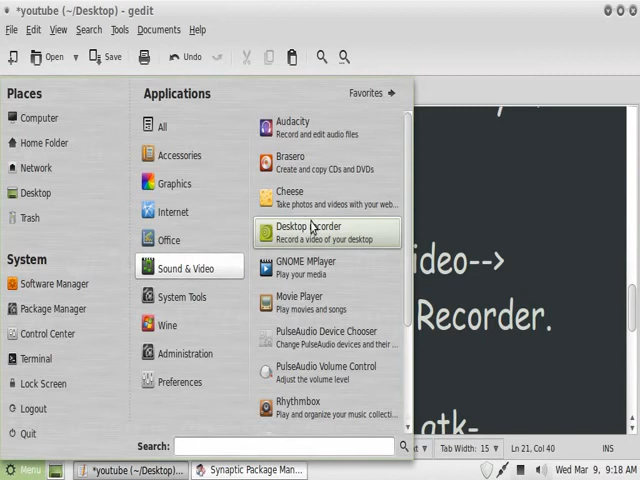 *youtube (~/Desktop) - gedit
File Edit View Search Tools Documents Help
Open Save Undo
Places
Computer
Home Folder
Network
Desktop
Trash
System
Software Manager
Package Manager
Control Center
Terminal
Lock Screen
Logout
Quit
Applications
Favorites
All
Accessories
Graphics
Internet
Office
Sound & Video
System Tools
Wine
Administration
Preferences
Audacity
Record and edit audio files
Brasero
Create and copy CDs and DVDs
Cheese
Take photos and videos with your web...
Desktop
Record a video of your desktop
GNOME MPlayer
Play your media
Movie Player
Play movies and songs
PulseAudio Device Chooser
Change PulseAudio devices and their ...
PulseAudio Volume Control
Adjust the volume level
Rhythmbox
Play and organize your music collecti...
Search:
ideo-->
Recorder.
atk-
Tab Width: 15 Ln 21, Col 40 INS
Menu *youtube (~/Desktop)... Synaptic Package Man... Wed Mar 9, 9:18 AM